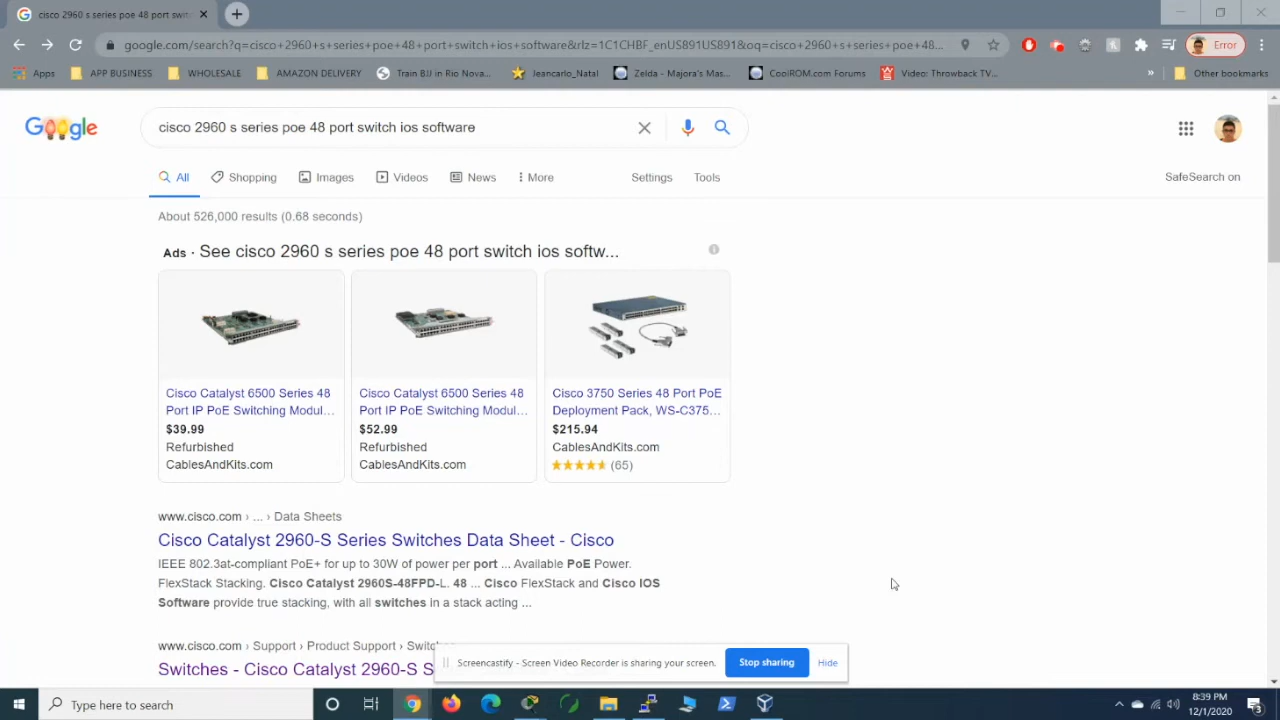 cisco 2960 s series poe 48 port swit
google.com/search?q=cisco+2960+s+series+poe+48+port+switch+ios+software&rlz=1C1CHBF_enUS891US891&oq=cisco+2960+s+series+poe+48...
Error
Apps
APP BUSINESS
WHOLESALE
AMAZON DELIVERY
Train BJJ in Rio Nova...
Jeancarlo_Natal
Zelda - Majora's Mas...
CoolROM.com Forums
Video: Throwback TV...
»
Other bookmarks
Google
cisco 2960 s series poe 48 port switch ios software
All
Shopping
Images
Videos
News
More
Settings
Tools
SafeSearch on
About 526,000 results (0.68 seconds)
Ads · See cisco 2960 s series poe 48 port switch ios softw...
Cisco Catalyst 6500 Series 48
Port IP PoE Switching Modul...
$39.99
Refurbished
CablesAndKits.com
Cisco Catalyst 6500 Series 48
Port IP PoE Switching Modul...
$52.99
Refurbished
CablesAndKits.com
Cisco 3750 Series 48 Port PoE
Deployment Pack, WS-C375...
$215.94
CablesAndKits.com
(65)
www.cisco.com › ... › Data Sheets
Cisco Catalyst 2960-S Series Switches Data Sheet - Cisco
IEEE 802.3at-compliant PoE+ for up to 30W of power per port ... Available PoE Power.
FlexStack Stacking. Cisco Catalyst 2960S-48FPD-L. 48 ... Cisco FlexStack and Cisco IOS
Software provide true stacking, with all switches in a stack acting ...
www.cisco.com › Support › Product Support › Switche
Switches - Cisco Catalyst 2960-S S
Screencastify - Screen Video Recorder is sharing your screen.
Stop sharing
Hide
Type here to search
8:39 PM
12/1/2020
3